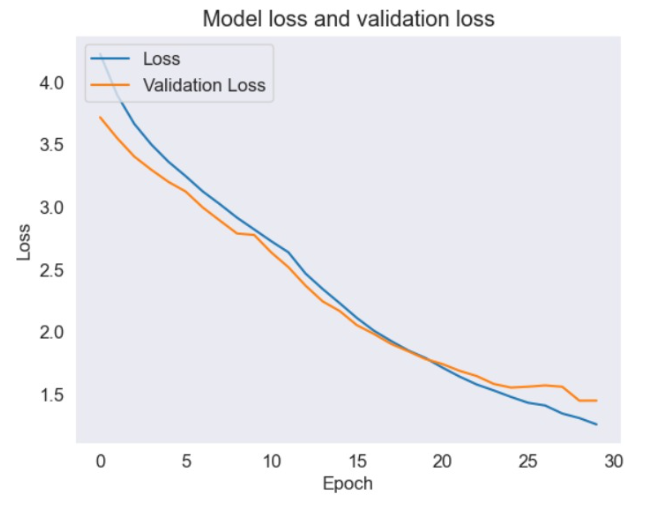 Model loss and validation loss
Loss
Validation Loss
4.0
3.5
3.0
2.5
2.0
1.5
Loss
0 5 10 15 20 25 30
Epoch